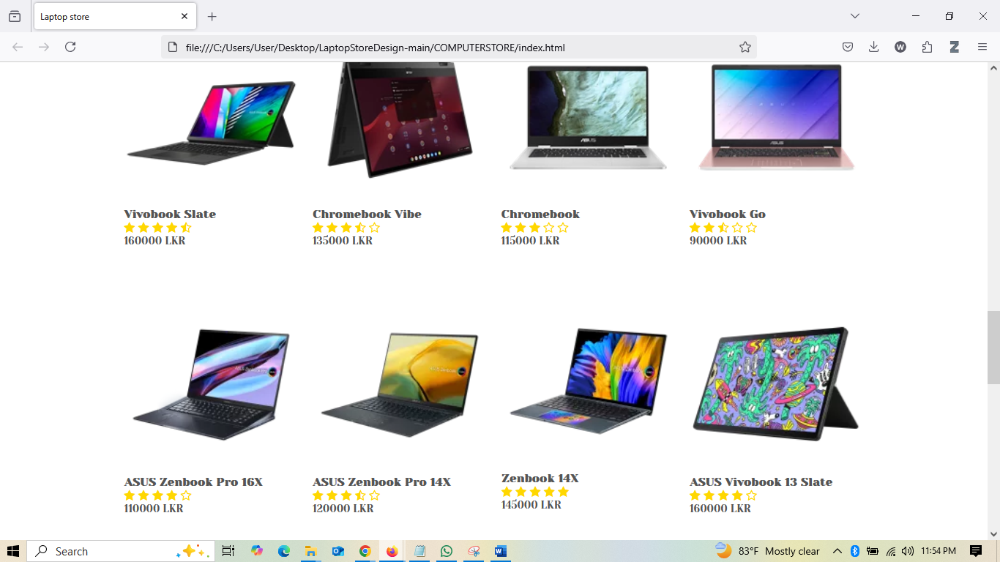 Laptop store
file:///C:/Users/User/Desktop/LaptopStoreDesign-main/COMPUTERSTORE/index.html
W
Z
ASUS
ASUS
Vivobook Slate
Chromebook Vibe
Chromebook
Vivobook Go
160000 LKR
135000 LKR
115000 LKR
90000 LKR
ASUS Zenbook Pro 16X
ASUS Zenbook Pro 14X
Zenbook 14X
ASUS Vivobook 13 Slate
110000 LKR
120000 LKR
145000 LKR
160000 LKR
Search
83°F Mostly clear
11:54 PM